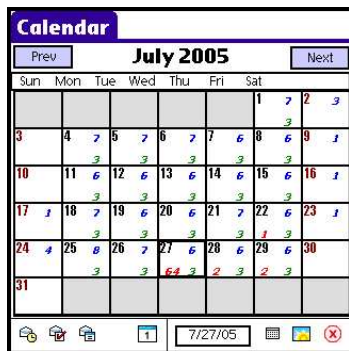 Calendar
Prev July 2005 Next
Sun Mon Tue Wed Thu Fri Sat
1 7 2 3
3
3 4 7 5 7 6 7 7 6 8 6 9 1
3 3 3 3 3
10 11 6 12 6 13 6 14 6 15 6 16 1
3 3 3 3 3
17 1 18 7 19 6 20 6 21 7 22 6 23 1
3 3 3 3 1 3
24 4 25 8 26 7 27 6 28 6 29 6 30
3 3 64 3 2 3 2 3
31
1 7/27/05